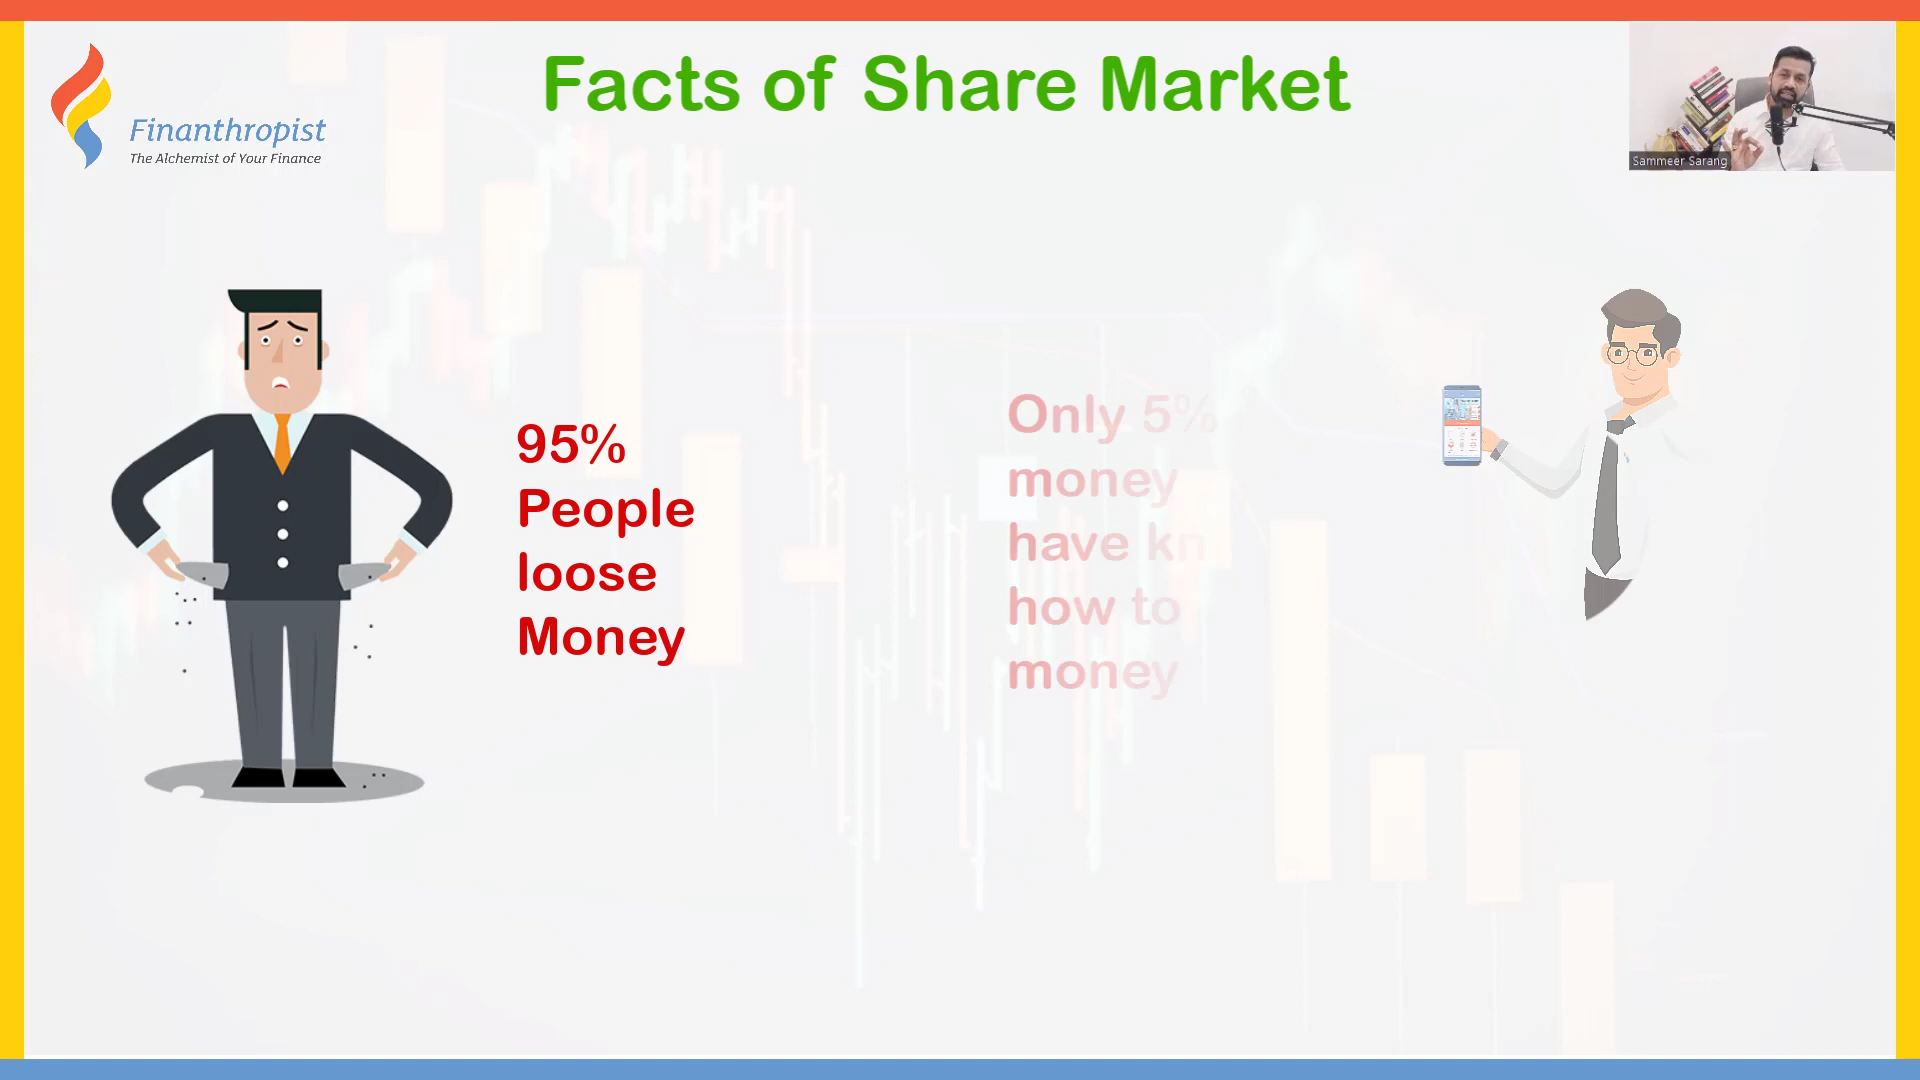 Facts of Share Market
Finanthropist
The Alchemist of Your Finance
Sammeer Sarang
95%
People
loose
Money
Only 5%
money
have kn
how to
money